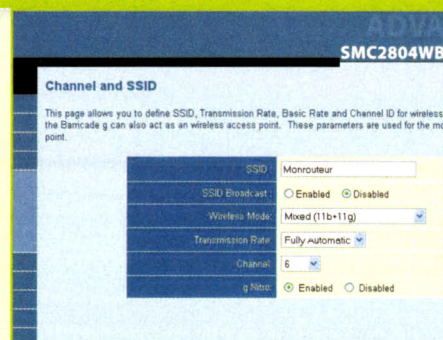 ADVA
SMC2804WB
Channel and SSID
This page allows you to define SSID, Transmission Rate, Basic Rate and Channel ID for wireless
the Barricade g can also act as an wireless access point. These parameters are used for the mo
point.
SSID: Monrouteur
SSID Broadcast: Enabled Disabled
Wireless Mode: Mixed (11b+11g)
Transmission Rate: Fully Automatic
Channel: 6
g Nitro: Enabled Disabled